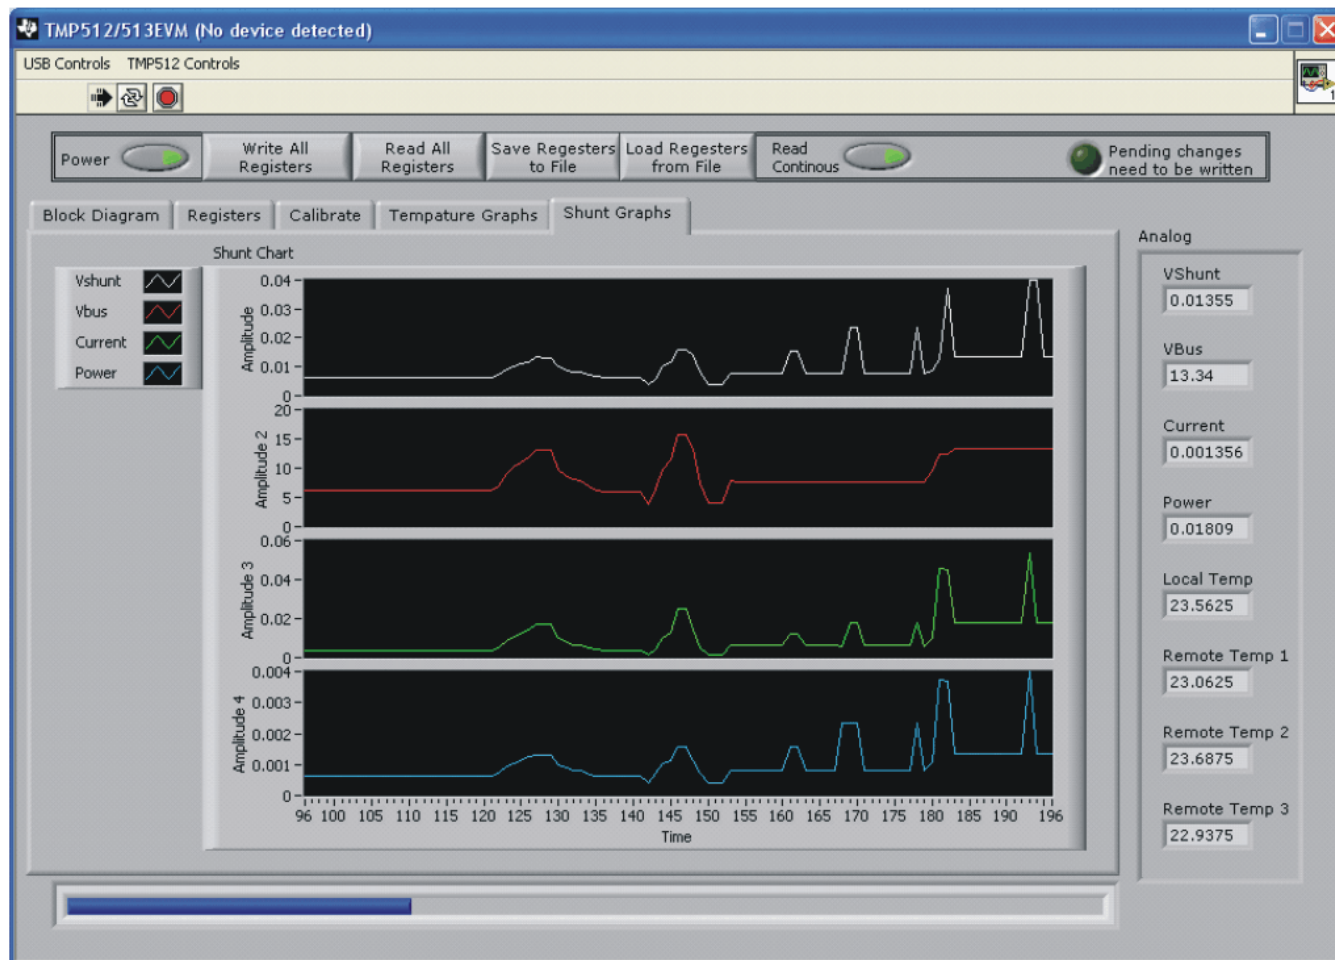 TMP512/513EVM (No device detected)
USB Controls TMP512 Controls
1
Power
Write All
Registers
Read All
Registers
Save Regesters
to File
Load Regesters
from File
Read
Continous
Pending changes
need to be written
Block Diagram Registers Calibrate Tempature Graphs Shunt Graphs
Shunt Chart
Vshunt
Vbus
Current
Power
Amplitude
0.04
0.03
0.02
0.01
0
Amplitude 2
20
15
10
5
0
Amplitude 3
0.06
0.04
0.02
0
Amplitude 4
0.004
0.003
0.002
0.001
0
96 100 105 110 115 120 125 130 135 140 145 150 155 160 165 170 175 180 185 190 196
Time
Analog
VShunt
0.01355
VBus
13.34
Current
0.001356
Power
0.01809
Local Temp
23.5625
Remote Temp 1
23.0625
Remote Temp 2
23.6875
Remote Temp 3
22.9375